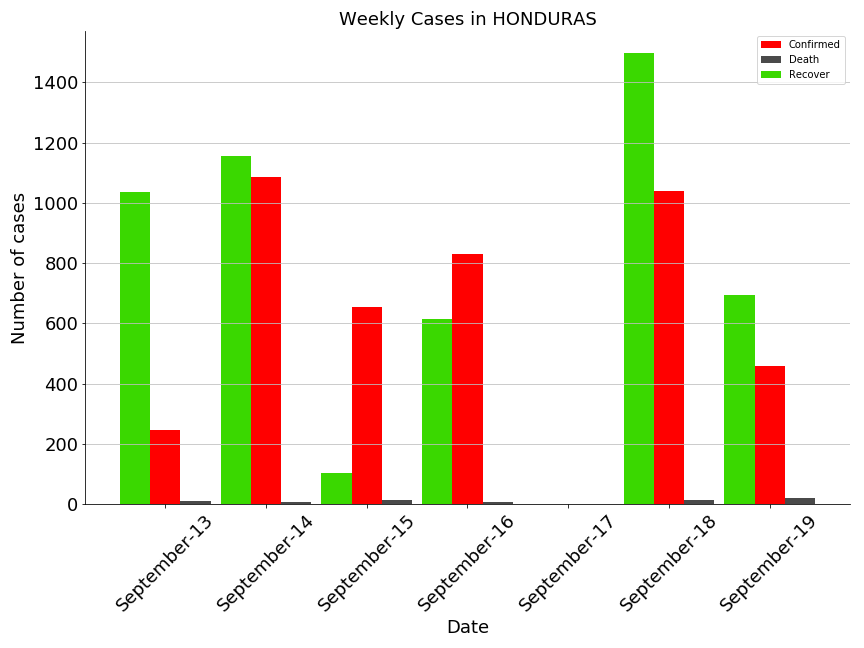 Weekly Cases in HONDURAS
Confirmed
Death
Recover
Number of cases
1400
1200
1000
800
600
400
200
0
September-13
September-14
September-15
September-16
September-17
September-18
September-19
Date